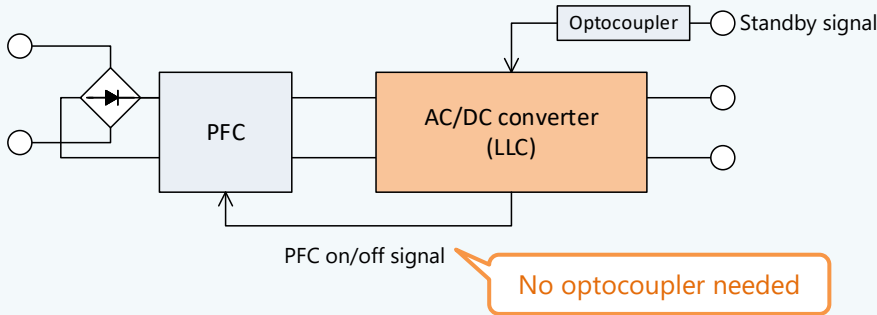 Optocoupler
Standby signal
PFC
AC/DC converter
(LLC)
PFC on/off signal
No optocoupler needed